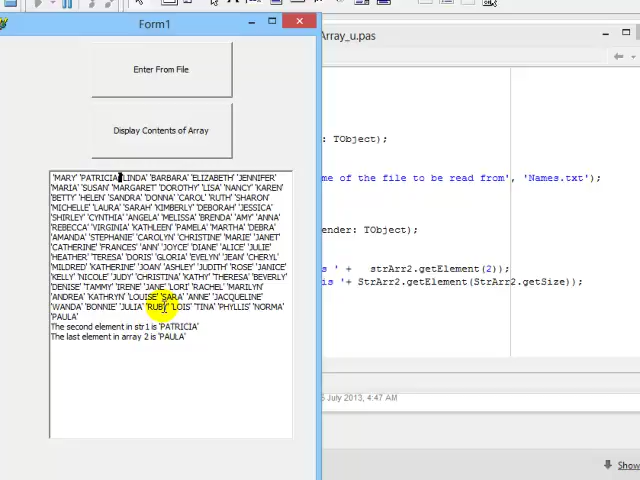 Form1
Array_u.pas
Enter From File
Display Contents of Array
: TObject);
me of the file to be read from', 'Names.txt');
ender: TObject);
is ' + strArr2.getElement(2));
is '+ StrArr2.getElement(StrArr2.getSize));
'MARY' 'PATRICIA' 'LINDA' 'BARBARA' 'ELIZABETH' 'JENNIFER'
'MARIA' 'SUSAN' 'MARGARET' 'DOROTHY' 'LISA' 'NANCY' 'KAREN'
'BETTY' 'HELEN' 'SANDRA' 'DONNA' 'CAROL' 'RUTH' 'SHARON'
'MICHELLE' 'LAURA' 'SARAH' 'KIMBERLY' 'DEBORAH' 'JESSICA'
'SHIRLEY' 'CYNTHIA' 'ANGELA' 'MELISSA' 'BRENDA' 'AMY' 'ANNA'
'REBECCA' 'VIRGINIA' 'KATHLEEN' 'PAMELA' 'MARTHA' 'DEBRA'
'AMANDA' 'STEPHANIE' 'CAROLYN' 'CHRISTINE' 'MARIE' 'JANET'
'CATHERINE' 'FRANCES' 'ANN' 'JOYCE' 'DIANE' 'ALICE' 'JULIE'
'HEATHER' 'TERESA' 'DORIS' 'GLORIA' 'EVELYN' 'JEAN' 'CHERYL'
'MILDRED' 'KATHERINE' 'JOAN' 'ASHLEY' 'JUDITH' 'ROSE' 'JANICE'
'KELLY' 'NICOLE' 'JUDY' 'CHRISTINA' 'KATHY' 'THERESA' 'BEVERLY'
'DENISE' 'TAMMY' 'IRENE' 'JANE' 'LORI' 'RACHEL' 'MARILYN'
'ANDREA' 'KATHRYN' 'LOUISE' 'SARA' 'ANNE' 'JACQUELINE'
'WANDA' 'BONNIE' 'JULIA' 'RUBY' 'LOIS' 'TINA' 'PHYLLIS' 'NORMA'
'PAULA'
The second element in str1 is 'PATRICIA'
The last element in array 2 is 'PAULA'
July 2013, 4:47 AM
Show